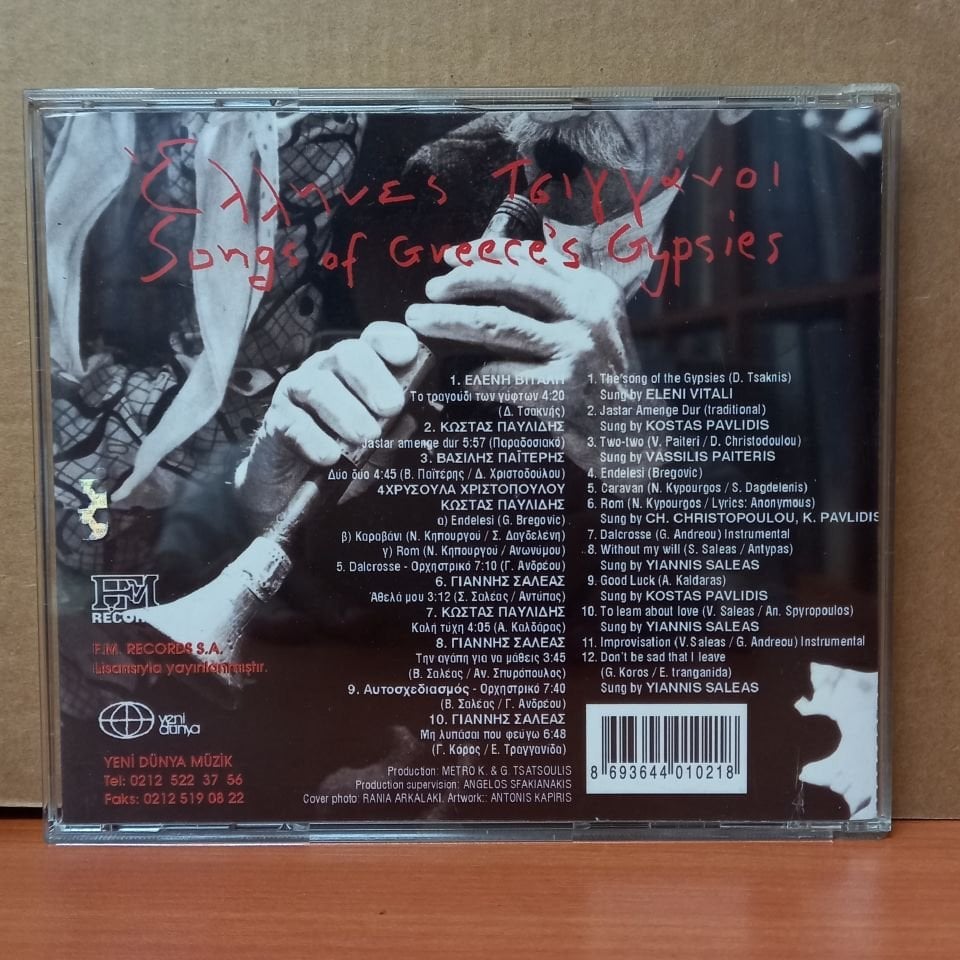 Έλληνες Τσιγγάνοι
Songs of Greece's Gypsies
1. ΕΛΕΝΗ ΒΙΤΑΛΗ
Το τραγούδι των γύφτων 4:20
(Δ. Τσακνής)
2. ΚΩΣΤΑΣ ΠΑΥΛΙΔΗΣ
Jastar amenge dur 5:57 (Παραδοσιακό)
3. ΒΑΣΙΛΗΣ ΠΑΪΤΕΡΗΣ
Δύο δύο 4:45 (Β. Παϊτέρης / Δ. Χριστοδούλου)
4ΧΡΥΣΟΥΛΑ ΧΡΙΣΤΟΠΟΥΛΟΥ
ΚΩΣΤΑΣ ΠΑΥΛΙΔΗΣ
α) Endelesi (G. Bregovic)
β) Καραβάνι (Ν. Κηπουργού / Σ. Δαγδελένη)
γ) Rom (Ν. Κηπουργού / Ανωνύμου)
5. Dalcrosse - Ορχηστρικό 7:10 (Γ. Ανδρέου)
6. ΓΙΑΝΝΗΣ ΣΑΛΕΑΣ
Άθελά μου 3:12 (Σ. Σαλέας / Αντύπας)
7. ΚΩΣΤΑΣ ΠΑΥΛΙΔΗΣ
Καλή τύχη 4:05 (Α. Καλδάρας)
8. ΓΙΑΝΝΗΣ ΣΑΛΕΑΣ
Την αγάπη για να μάθεις 3:45
(Β. Σαλέας / Αν. Σπυρόπουλος)
9. Αυτοσχεδιασμός - Ορχηστρικό 7:40
(Β. Σαλέας / Γ. Ανδρέου)
10. ΓΙΑΝΝΗΣ ΣΑΛΕΑΣ
Μη λυπάσαι που φεύγω 6:48
(Γ. Κόρος / Ε. Τραγγανίδα)
1. The song of the Gypsies (D. Tsaknis)
Sung by ELENI VITALI
2. Jastar Amenge Dur (traditional)
Sung by KOSTAS PAVLIDIS
3. Two-two (V. Paiteri / D. Christodoulou)
Sung by VASSILIS PAITERIS
4. Endelesi (Bregovic)
5. Caravan (N. Kypourgos / S. Dagdelenis)
6. Rom (N. Kypourgos / Lyrics: Anonymous)
Sung by CH. CHRISTOPOULOU, K. PAVLIDIS
7. Dalcrosse (G. Andreou) Instrumental
8. Without my will (S. Saleas / Antypas)
Sung by YIANNIS SALEAS
9. Good Luck (A. Kaldaras)
Sung by KOSTAS PAVLIDIS
10. To learn about love (V. Saleas / An. Spyropoulos)
Sung by YIANNIS SALEAS
11. Improvisation (V. Saleas / G. Andreou) Instrumental
12. Don't be sad that I leave
(G. Koros / E. tranganida)
Sung by YIANNIS SALEAS
FM
RECORDS
F.M. RECORDS S.A.
Lisansıyla yayınlanmıştır.
yeni dünya
YENİ DÜNYA MÜZİK
Tel: 0212 522 37 56
Faks: 0212 519 08 22
Production: METRO K. & G. TSATSOULIS
Production supervision: ANGELOS SFAKIANAKIS
Cover photo: RANIA ARKALAKI. Artwork:: ANTONIS KAPIRIS
8 693644 010218